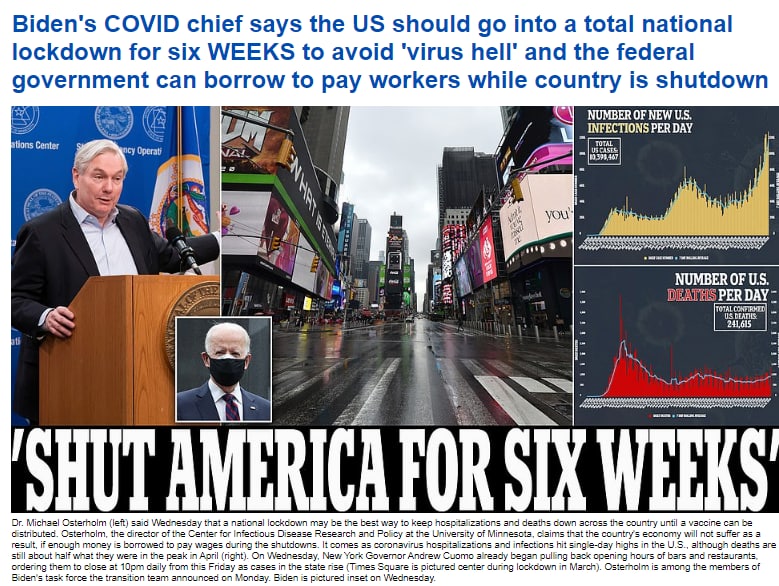 Biden's COVID chief says the US should go into a total national
lockdown for six WEEKS to avoid 'virus hell' and the federal
government can borrow to pay workers while country is shutdown
ations Center
cy Operati
NUMBER OF NEW U.S.
INFECTIONS PER DAY
TOTAL
US CASES:
10,398,467
NUMBER OF U.S.
DEATHS PER DAY
TOTAL CONFIRMED
U.S. DEATHS:
241,615
'SHUT AMERICA FOR SIX WEEKS'
Dr. Michael Osterholm (left) said Wednesday that a national lockdown may be the best way to keep hospitalizations and deaths down across the country until a vaccine can be
distributed. Osterholm, the director of the Center for Infectious Disease Research and Policy at the University of Minnesota, claims that the country's economy will not suffer as a
result, if enough money is borrowed to pay wages during the shutdowns. It comes as coronavirus hospitalizations and infections hit single-day highs in the U.S., although deaths are
still about half what they were in the peak in April (right). On Wednesday, New York Governor Andrew Cuomo already began pulling back opening hours of bars and restaurants,
ordering them to close at 10pm daily from this Friday as cases in the state rise (Times Square is pictured center during lockdown in March). Osterholm is among the members of
Biden's task force the transition team announced on Monday. Biden is pictured inset on Wednesday.